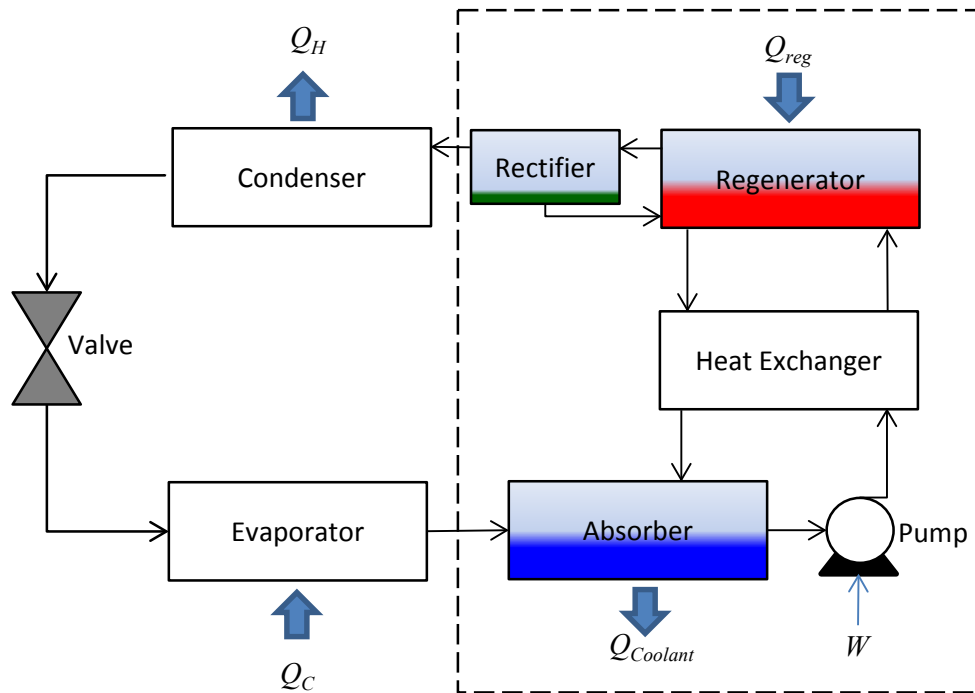 Q_H
Q_reg
Condenser
Rectifier
Regenerator
Valve
Heat Exchanger
Evaporator
Absorber
Pump
Q_C
Q_Coolant
W